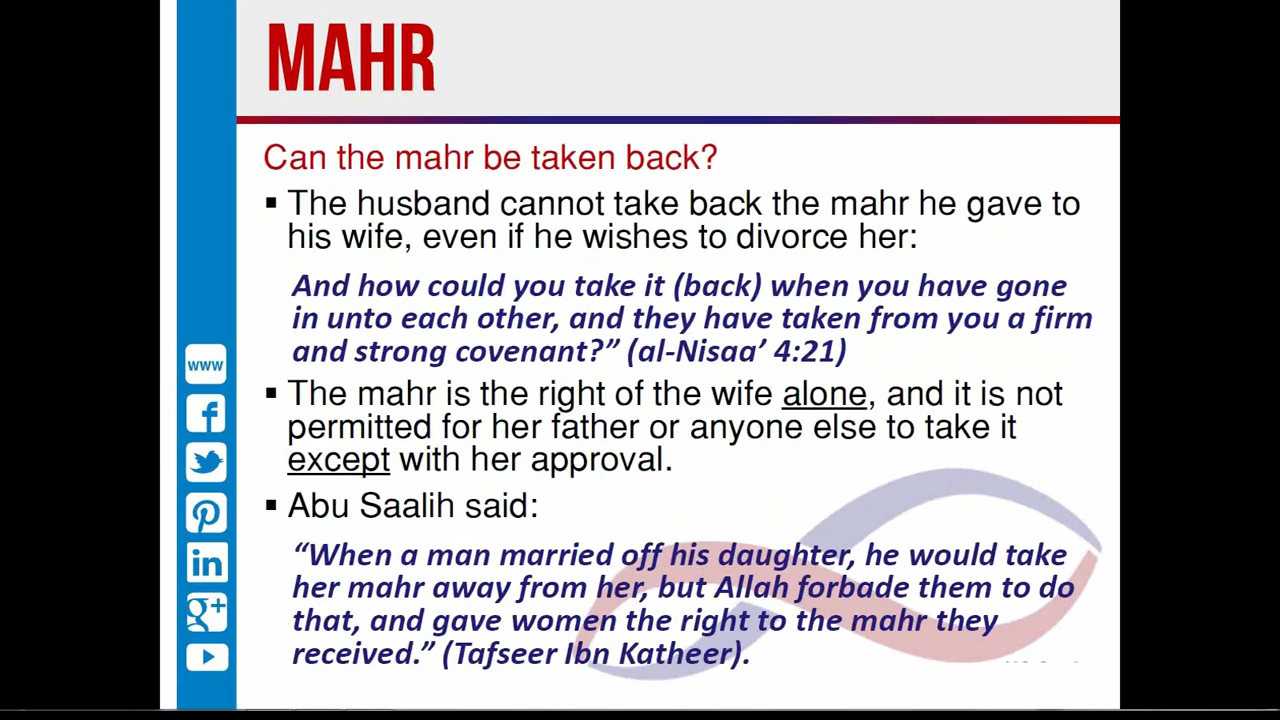 MAHR
Can the mahr be taken back?
▪ The husband cannot take back the mahr he gave to
his wife, even if he wishes to divorce her:
And how could you take it (back) when you have gone
in unto each other, and they have taken from you a firm
and strong covenant?” (al-Nisaa’ 4:21)
▪ The mahr is the right of the wife alone, and it is not
permitted for her father or anyone else to take it
except with her approval.
▪ Abu Saalih said:
“When a man married off his daughter, he would take
her mahr away from her, but Allah forbade them to do
that, and gave women the right to the mahr they
received.” (Tafseer Ibn Katheer).
www
f
in
g+